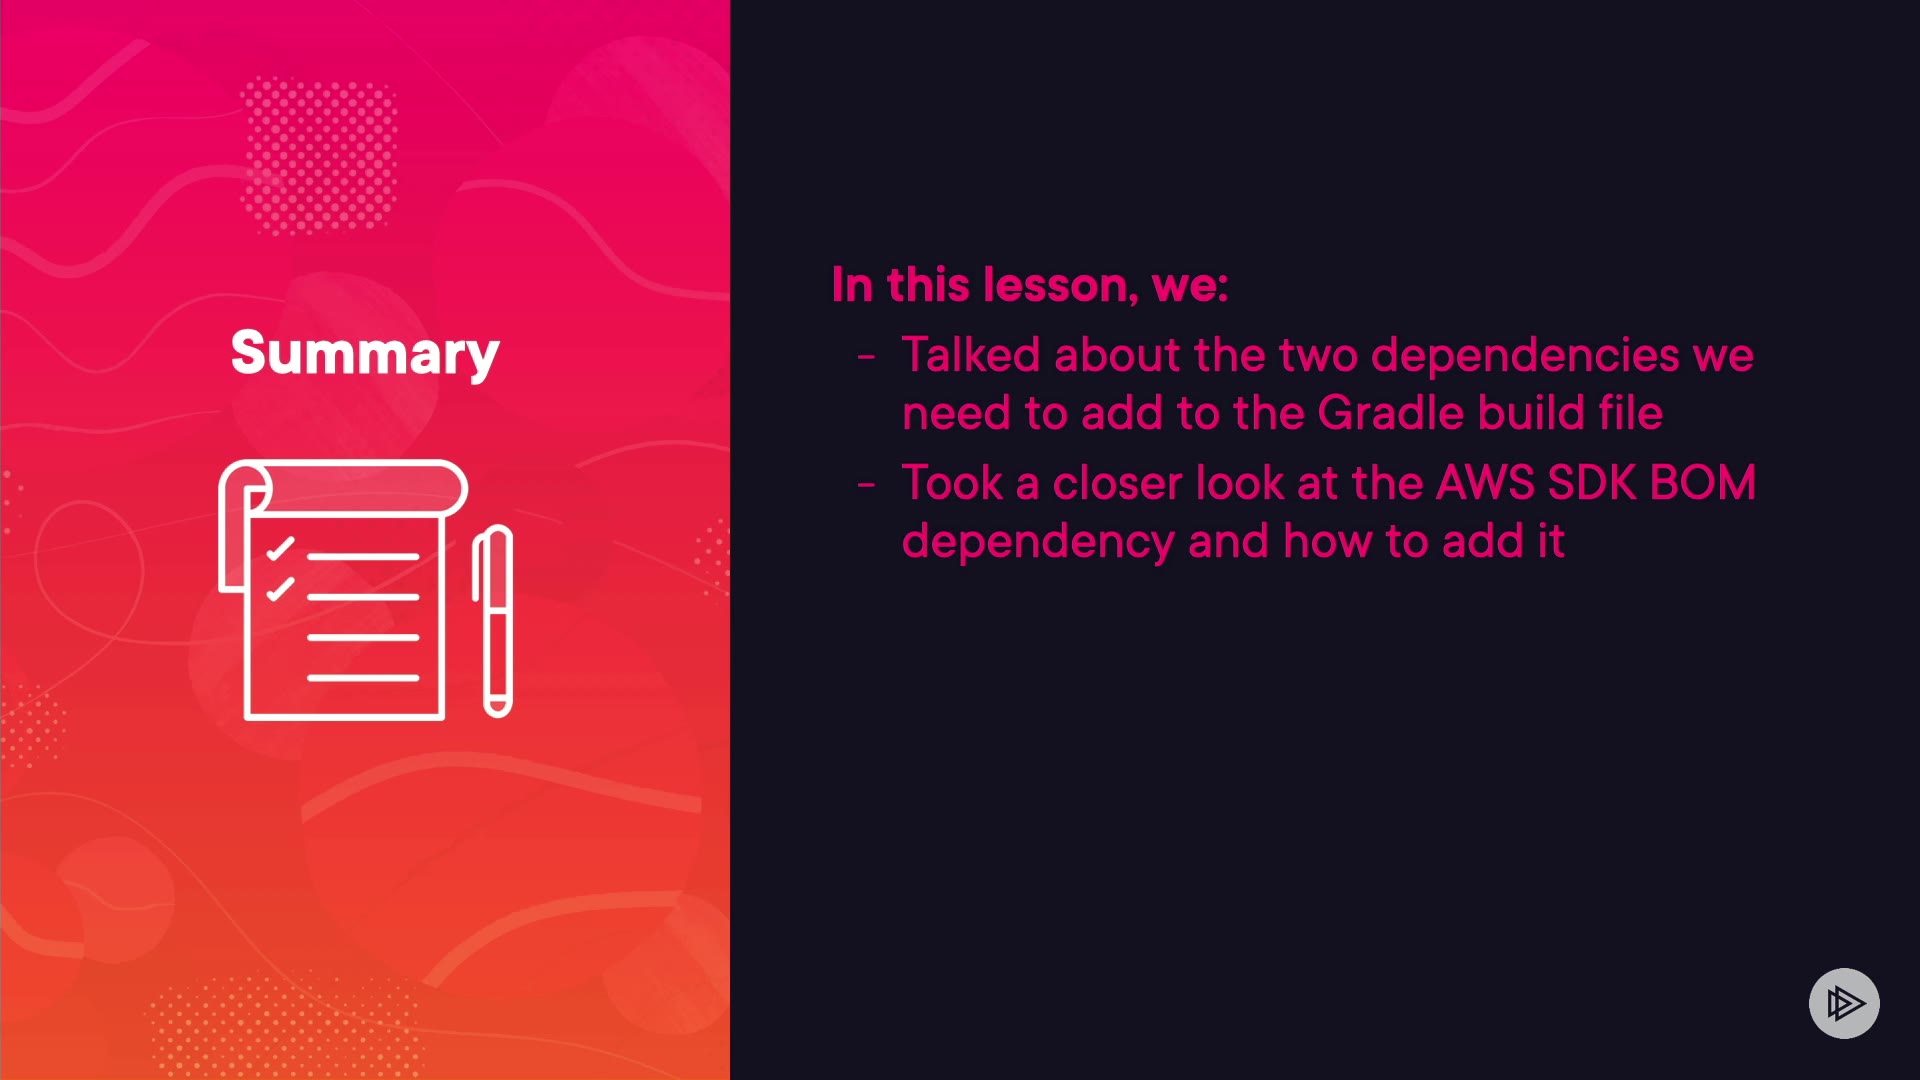 Summary
In this lesson, we:
- Talked about the two dependencies we
need to add to the Gradle build file
- Took a closer look at the AWS SDK BOM
dependency and how to add it